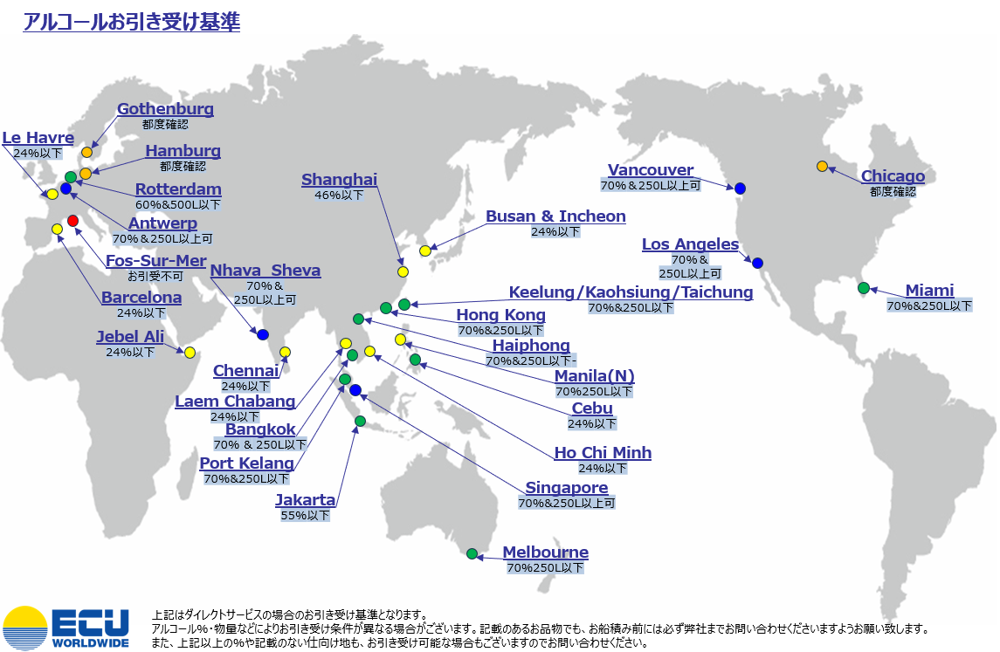 アルコールお引き受け基準
Gothenburg
都度確認
Le Havre
24%以下
Hamburg
都度確認
Rotterdam
60%&500L以下
Antwerp
70%＆250L以上可
Fos-Sur-Mer
お引受不可
Barcelona
24%以下
Jebel Ali
24%以下
Nhava Sheva
70%＆
250L以上可
Chennai
24%以下
Laem Chabang
24%以下
Bangkok
70% & 250L以下
Port Kelang
70%&250L以下
Jakarta
55%以下
Shanghai
46%以下
Busan & Incheon
24%以下
Keelung/Kaohsiung/Taichung
70%&250L以下
Hong Kong
70%&250L以下
Haiphong
70%&250L以下-
Manila(N)
70%250L以下
Cebu
24%以下
Ho Chi Minh
24%以下
Singapore
70%&250L以上可
Melbourne
70%250L以下
Vancouver
70%＆250L以上可
Los Angeles
70%＆
250L以上可
Chicago
都度確認
Miami
70%&250L以下
ECU
WORLDWIDE
上記はダイレクトサービスの場合のお引き受け基準となります。
アルコール%・物量などによりお引き受け条件が異なる場合がございます。記載のあるお品物でも、お船積み前には必ず弊社までお問い合わせくださいますようお願い致します。
また、上記以上の%や記載のない仕向け地も、お引き受け可能な場合もございますのでお問い合わせください。